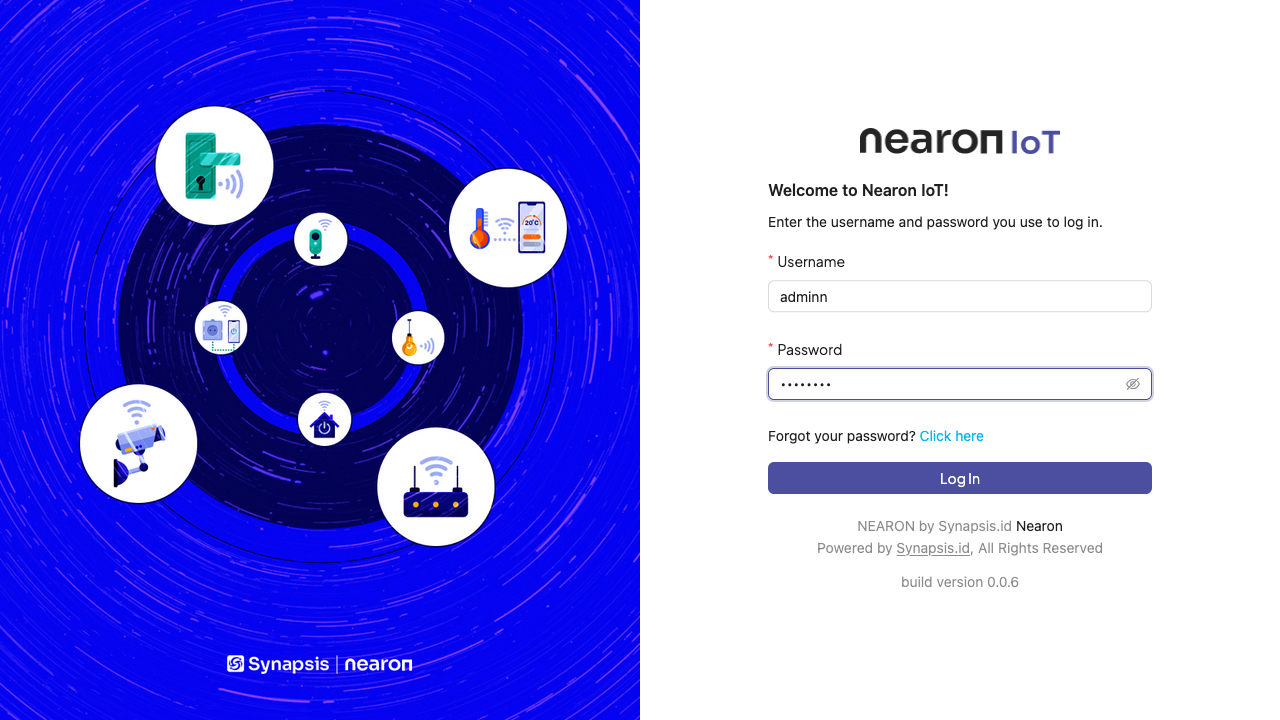 20°C
Synapsis | nearon
nearon IoT
Welcome to Nearon IoT!
Enter the username and password you use to log in.
* Username
adminn
* Password
••••••••
Forgot your password? Click here
Log In
NEARON by Synapsis.id Nearon
Powered by Synapsis.id, All Rights Reserved
build version 0.0.6